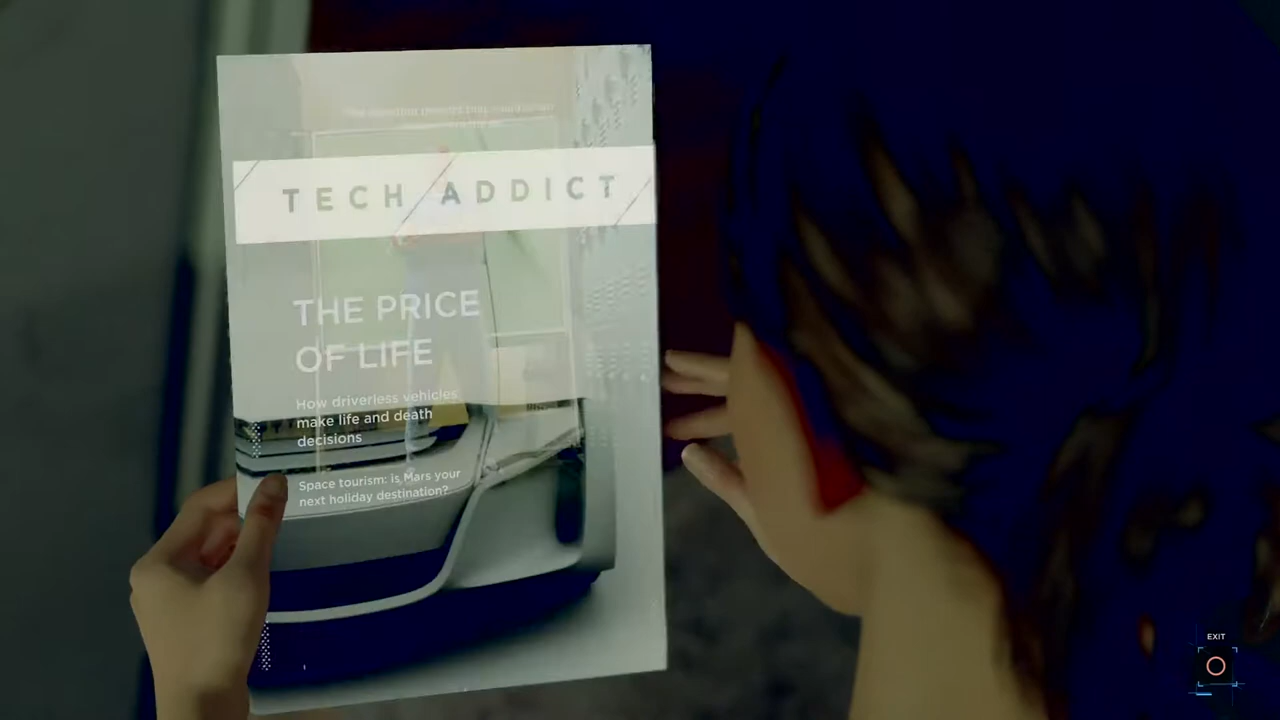 TECH ADDICT
THE PRICE
OF LIFE
How driverless vehicles
make life and death
decisions
Space tourism: is Mars your
next holiday destination?
EXIT